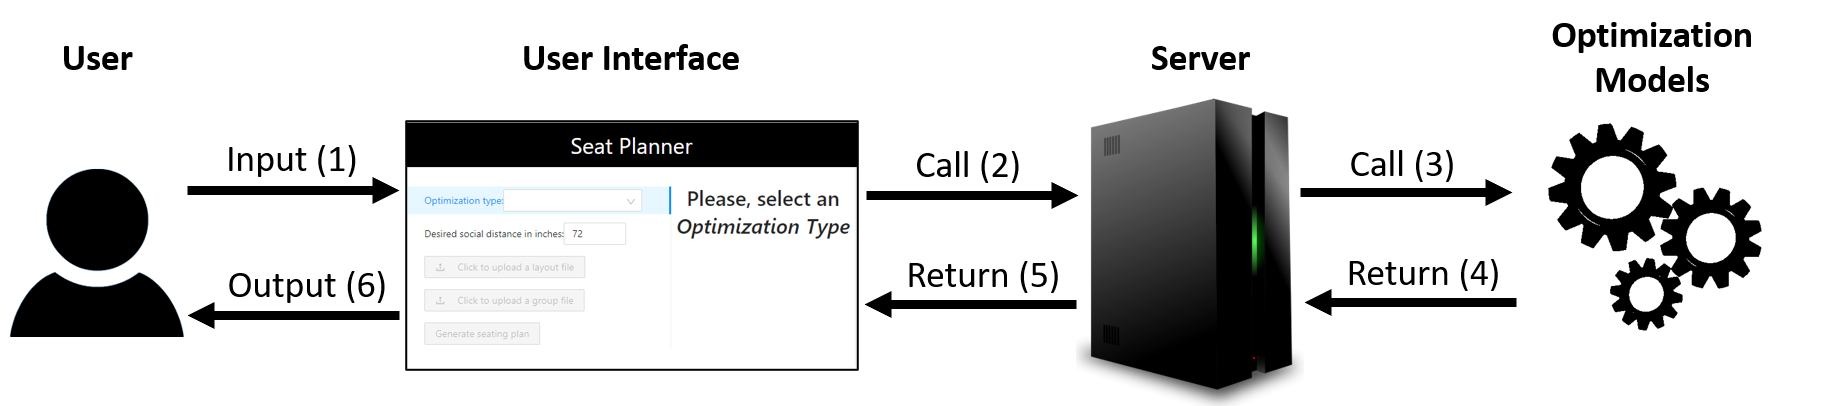 User
User Interface
Server
Optimization
Models
Input (1)
Output (6)
Seat Planner
Optimization type:
Desired social distance in inches: 72
Click to upload a layout file
Click to upload a group file
Generate seating plan
Please, select an
Optimization Type
Call (2)
Return (5)
Call (3)
Return (4)